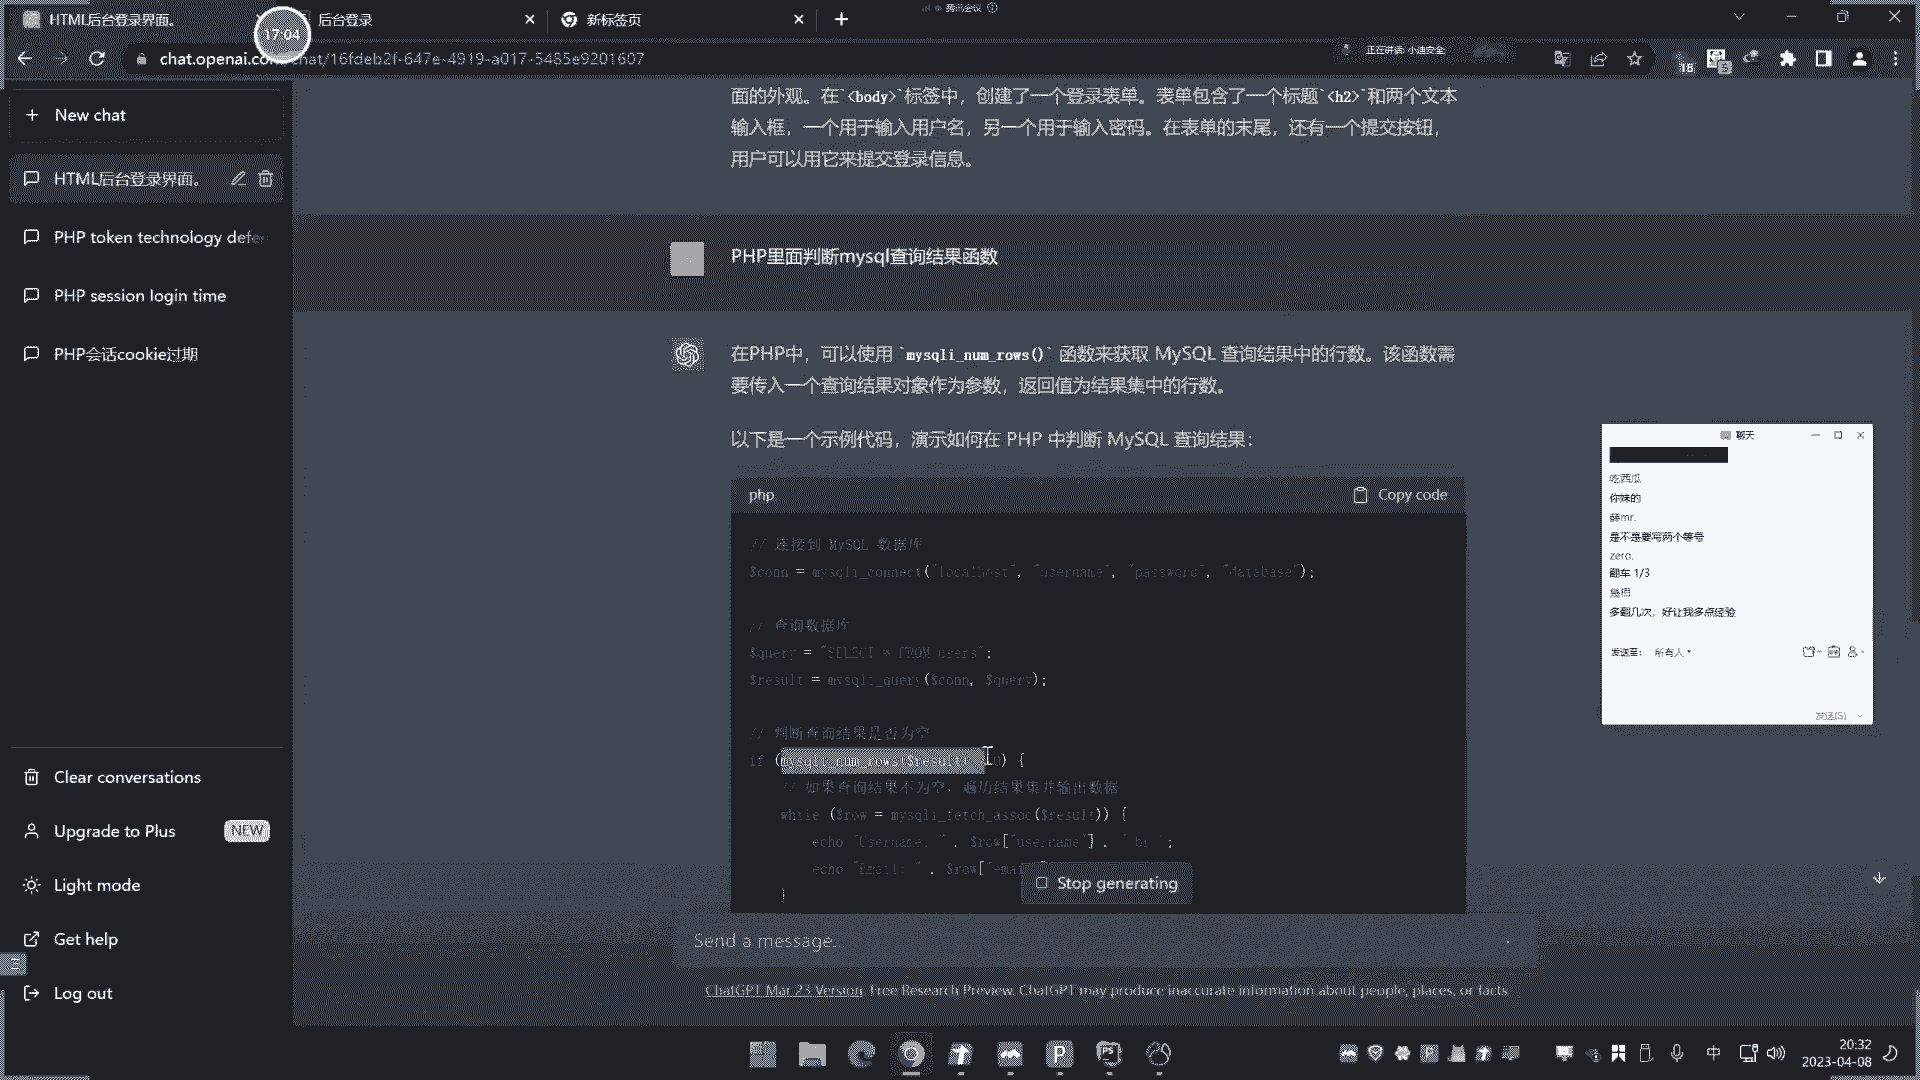 HTML后台登录界面。
后台登录
新标签页
腾讯会议
17:04
chat.openai.co
chat/16fdeb2f-647e-4919-a017-5485e9201607
正在讲话: 小迪安全
18
5
New chat
HTML后台登录界面。
PHP token technology defe
PHP session login time
PHP会话cookie过期
Clear conversations
Upgrade to Plus
NEW
Light mode
Get help
Log out
面的外观。在`<body>`标签中，创建了一个登录表单。表单包含了一个标题`<h2>`和两个文本
输入框，一个用于输入用户名，另一个用于输入密码。在表单的末尾，还有一个提交按钮，
用户可以用它来提交登录信息。
PHP里面判断mysql查询结果函数
在PHP中，可以使用 `mysqli_num_rows()` 函数来获取 MySQL 查询结果中的行数。该函数需
要传入一个查询结果对象作为参数，返回值为结果集中的行数。
以下是一个示例代码，演示如何在 PHP 中判断 MySQL 查询结果：
php
Copy code
// 连接到 MySQL 数据库
$conn = mysqli_connect("localhost", "username", "password", "database");
// 查询数据库
$query = "SELECT * FROM users";
$result = mysqli_query($conn, $query);
// 判断查询结果是否为空
if (mysqli_num_rows($result) 0) {
// 如果查询结果不为空，遍历结果集并输出数据
while ($row = mysqli_fetch_assoc($result)) {
echo "Username: " . $row["username"] . " br ";
echo "Email: " . $row["emai
}
Stop generating
Send a message...
ChatGPT Mar 23 Version. Free Research Preview. ChatGPT may produce inaccurate information about people, places, or facts
聊天
吃西瓜
你妹的
薛mr.
是不是要写两个等号
zero.
翻车 1/3
多翻几次，好让我多点经验
发送至:
所有人
发送(S)
中
20:32
2023-04-08